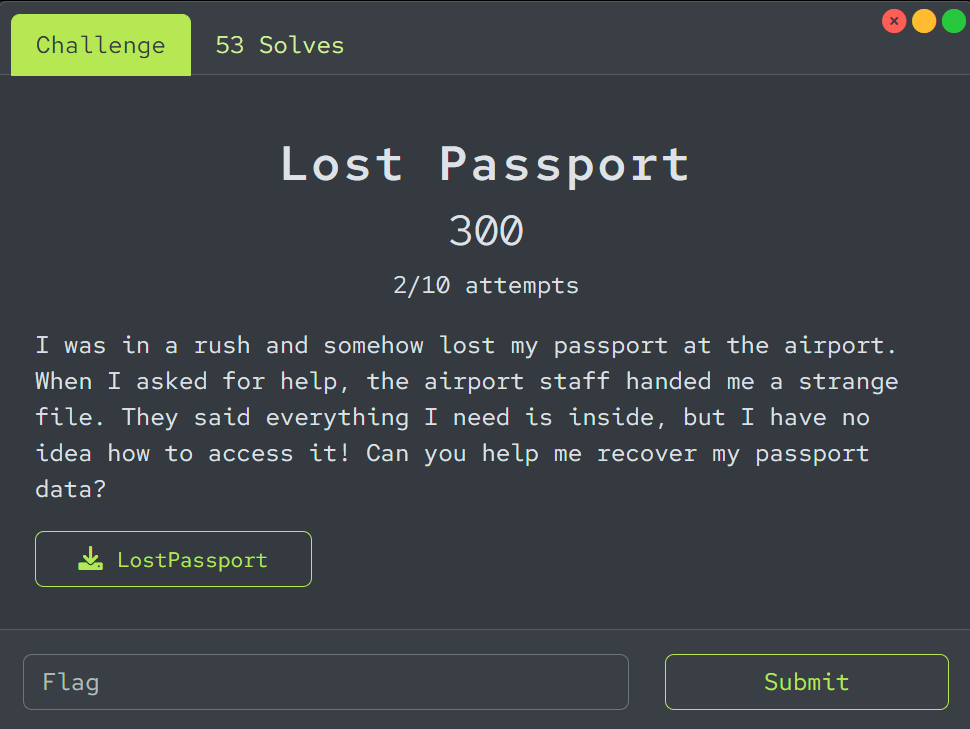 Challenge
53 Solves
Lost Passport
300
2/10 attempts
I was in a rush and somehow lost my passport at the airport.
When I asked for help, the airport staff handed me a strange
file. They said everything I need is inside, but I have no
idea how to access it! Can you help me recover my passport
data?
LostPassport
Flag
Submit